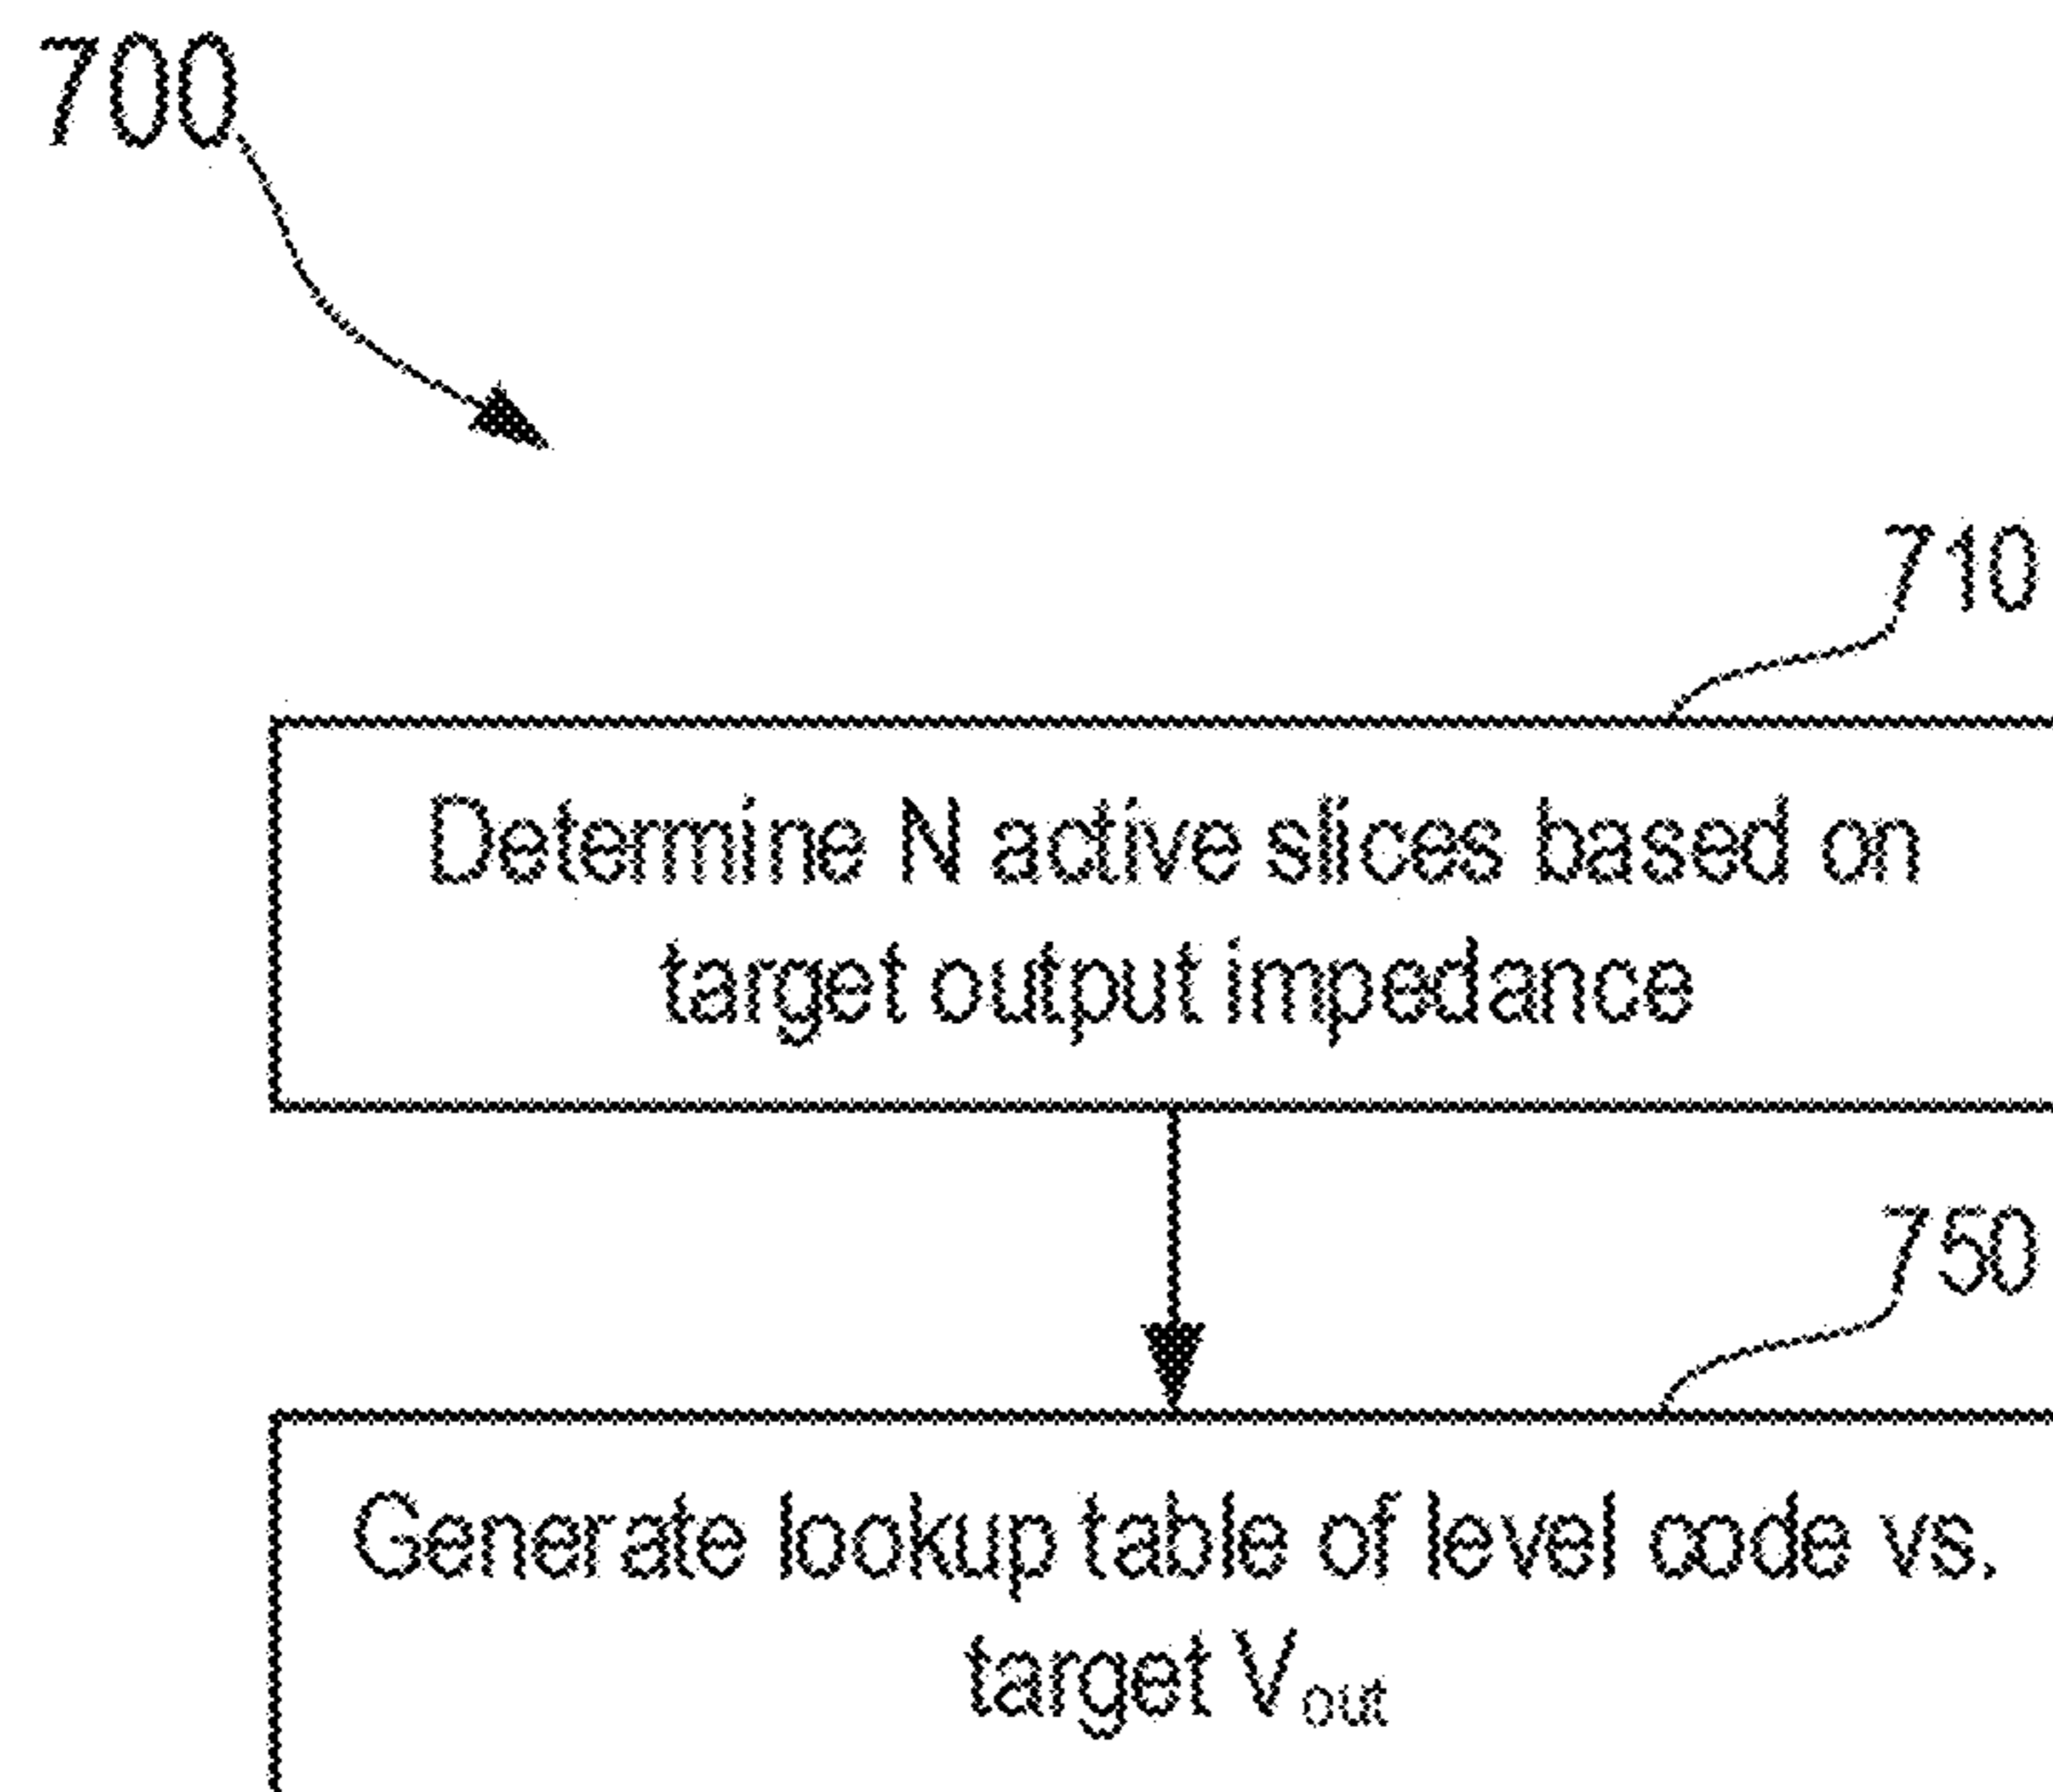 700
710
Determine N active slices based on
target output impedance
750
Generate lookup table of level code vs.
target Vout